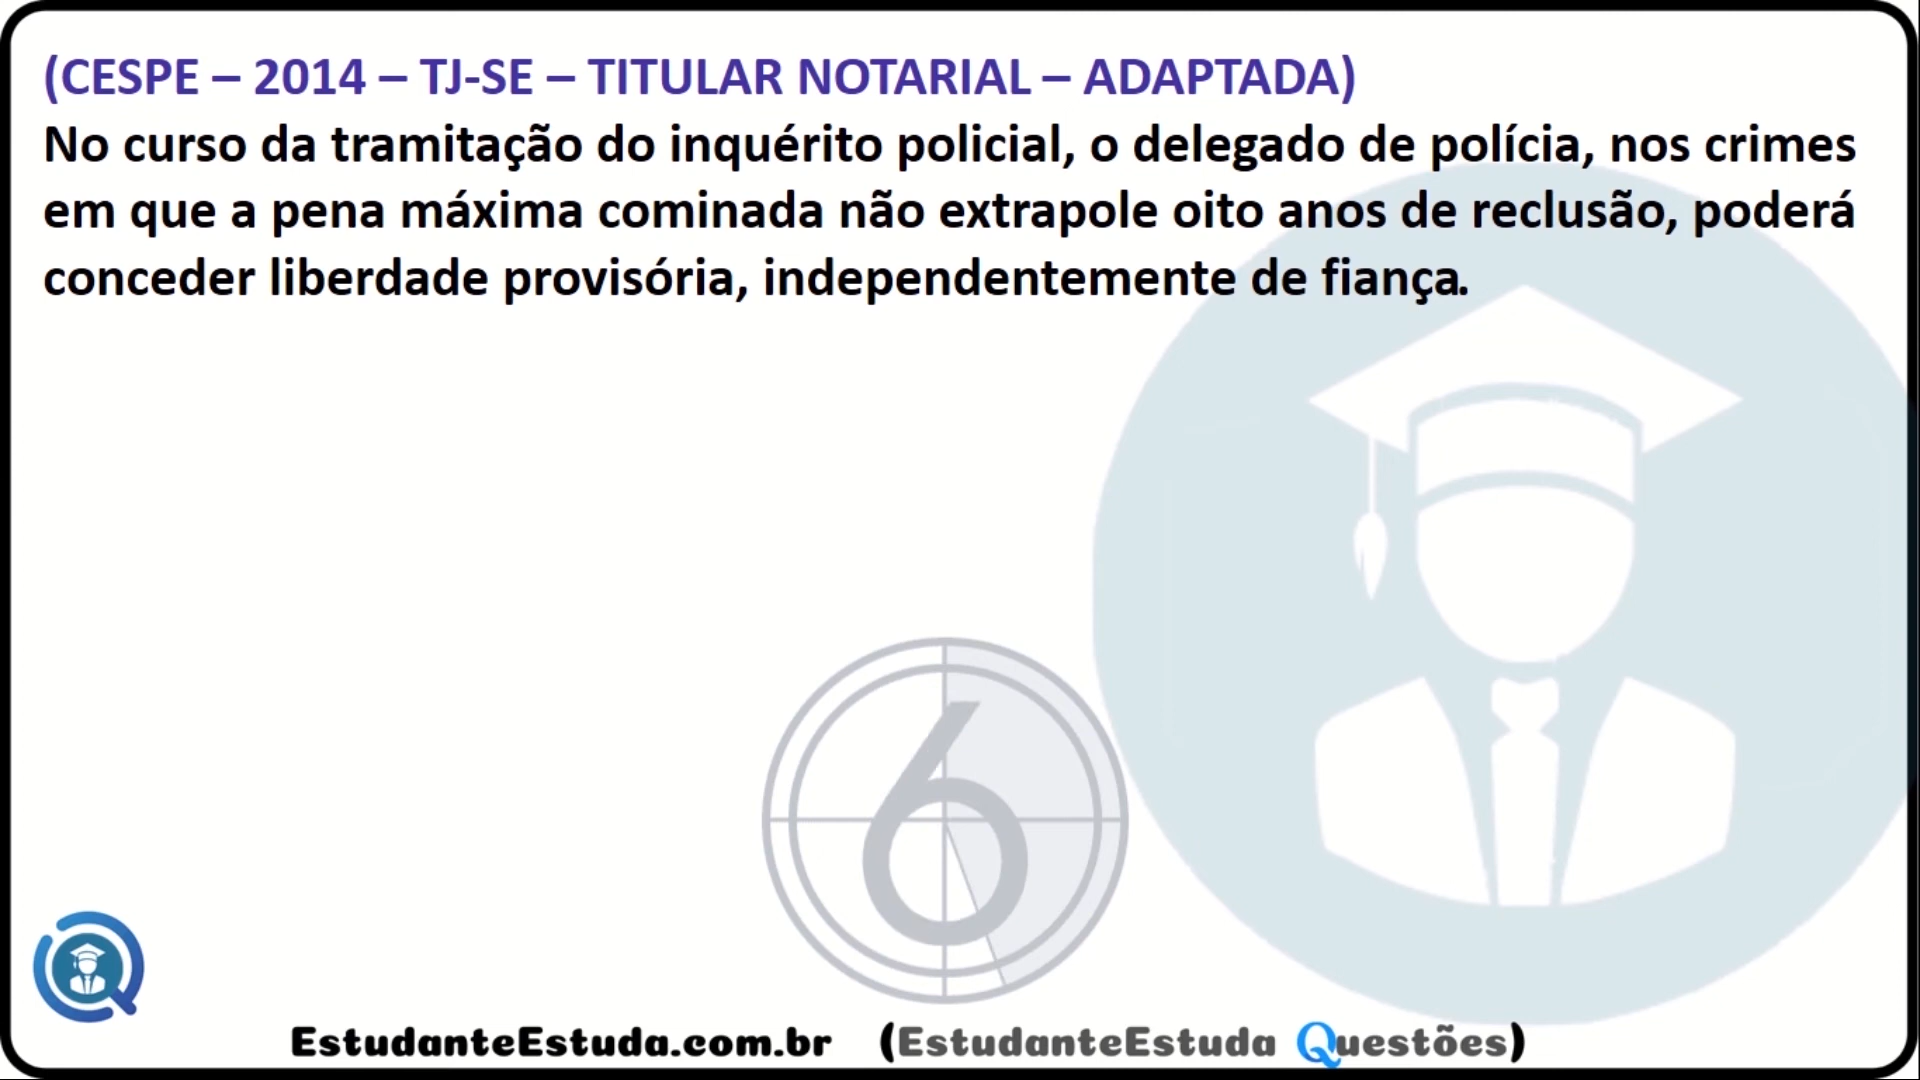 (CESPE – 2014 – TJ-SE – TITULAR NOTARIAL – ADAPTADA)
No curso da tramitação do inquérito policial, o delegado de polícia, nos crimes
em que a pena máxima cominada não extrapole oito anos de reclusão, poderá
conceder liberdade provisória, independentemente de fiança.
6
EstudanteEstuda.com.br (EstudanteEstuda Questões)